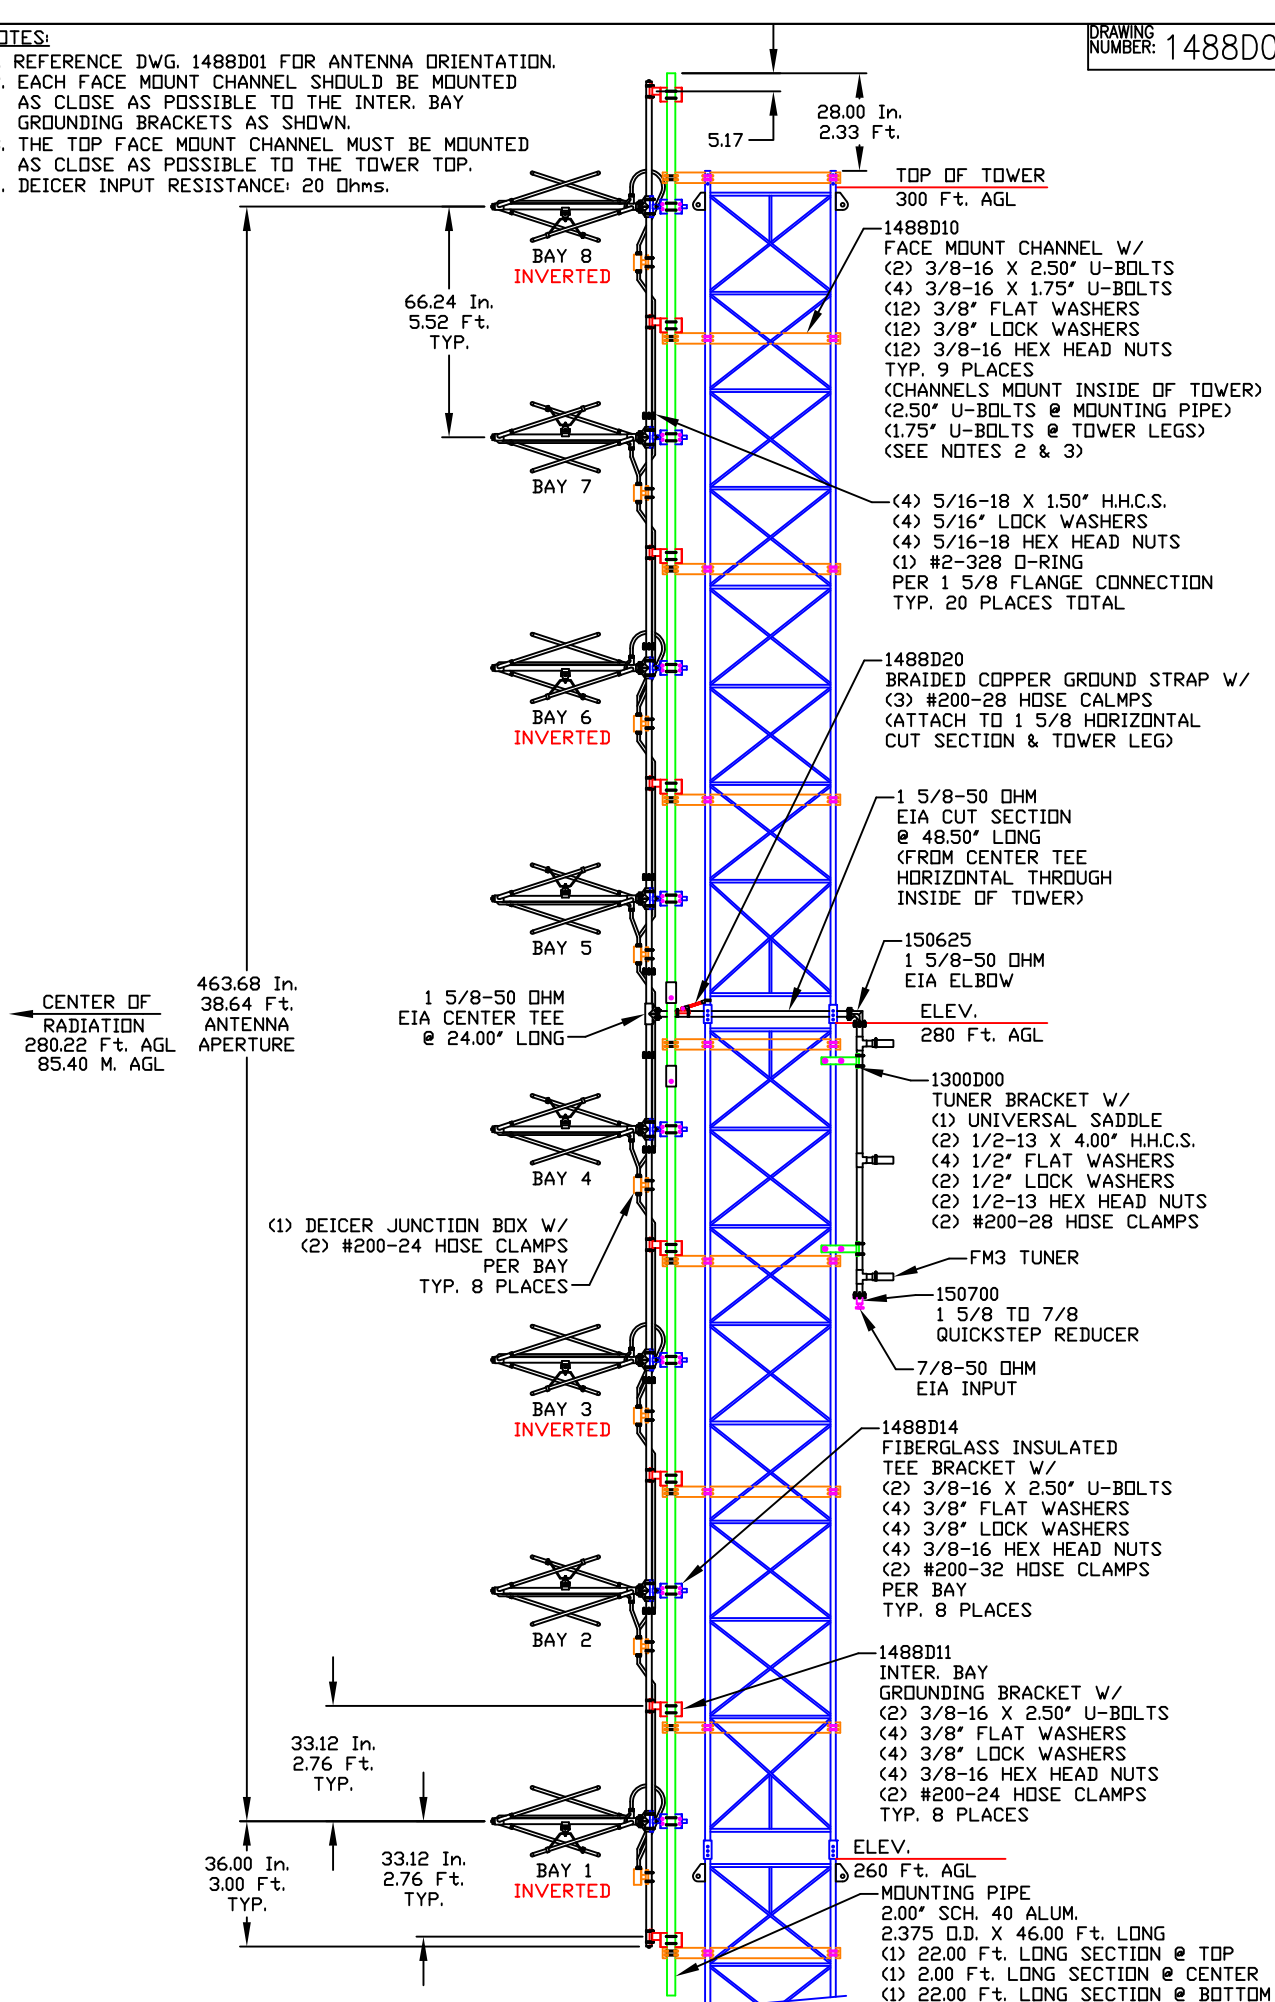 DRAWING
NUMBER: 1488D0
OTES:
REFERENCE DWG. 1488D01 FOR ANTENNA ORIENTATION.
EACH FACE MOUNT CHANNEL SHOULD BE MOUNTED
AS CLOSE AS POSSIBLE TO THE INTER. BAY
GROUNDING BRACKETS AS SHOWN.
THE TOP FACE MOUNT CHANNEL MUST BE MOUNTED
AS CLOSE AS POSSIBLE TO THE TOWER TOP.
DEICER INPUT RESISTANCE: 20 Ohms.
5.17
28.00 In.
2.33 Ft.
TOP OF TOWER
300 Ft. AGL
1488D10
FACE MOUNT CHANNEL W/
(2) 3/8-16 X 2.50" U-BOLTS
(4) 3/8-16 X 1.75" U-BOLTS
(12) 3/8" FLAT WASHERS
(12) 3/8" LOCK WASHERS
(12) 3/8-16 HEX HEAD NUTS
TYP. 9 PLACES
(CHANNELS MOUNT INSIDE OF TOWER)
(2.50" U-BOLTS @ MOUNTING PIPE)
(1.75" U-BOLTS @ TOWER LEGS)
(SEE NOTES 2 & 3)
BAY 8
INVERTED
66.24 In.
5.52 Ft.
TYP.
BAY 7
(4) 5/16-18 X 1.50" H.H.C.S.
(4) 5/16" LOCK WASHERS
(4) 5/16-18 HEX HEAD NUTS
(1) #2-328 O-RING
PER 1 5/8 FLANGE CONNECTION
TYP. 20 PLACES TOTAL
BAY 6
INVERTED
1488D20
BRAIDED COPPER GROUND STRAP W/
(3) #200-28 HOSE CALMPS
(ATTACH TO 1 5/8 HORIZONTAL
CUT SECTION & TOWER LEG)
1 5/8-50 OHM
EIA CUT SECTION
@ 48.50" LONG
(FROM CENTER TEE
HORIZONTAL THROUGH
INSIDE OF TOWER)
BAY 5
150625
1 5/8-50 OHM
EIA ELBOW
CENTER OF
RADIATION
280.22 Ft. AGL
85.40 M. AGL
463.68 In.
38.64 Ft.
ANTENNA
APERTURE
1 5/8-50 OHM
EIA CENTER TEE
@ 24.00" LONG
ELEV.
280 Ft. AGL
1300D00
TUNER BRACKET W/
(1) UNIVERSAL SADDLE
(2) 1/2-13 X 4.00" H.H.C.S.
(4) 1/2" FLAT WASHERS
(2) 1/2" LOCK WASHERS
(2) 1/2-13 HEX HEAD NUTS
(2) #200-28 HOSE CLAMPS
BAY 4
(1) DEICER JUNCTION BOX W/
(2) #200-24 HOSE CLAMPS
PER BAY
TYP. 8 PLACES
FM3 TUNER
150700
1 5/8 TO 7/8
QUICKSTEP REDUCER
7/8-50 OHM
EIA INPUT
BAY 3
INVERTED
1488D14
FIBERGLASS INSULATED
TEE BRACKET W/
(2) 3/8-16 X 2.50" U-BOLTS
(4) 3/8" FLAT WASHERS
(4) 3/8" LOCK WASHERS
(4) 3/8-16 HEX HEAD NUTS
(2) #200-32 HOSE CLAMPS
PER BAY
TYP. 8 PLACES
BAY 2
1488D11
INTER. BAY
GROUNDING BRACKET W/
(2) 3/8-16 X 2.50" U-BOLTS
(4) 3/8" FLAT WASHERS
(4) 3/8" LOCK WASHERS
(4) 3/8-16 HEX HEAD NUTS
(2) #200-24 HOSE CLAMPS
TYP. 8 PLACES
33.12 In.
2.76 Ft.
TYP.
36.00 In.
3.00 Ft.
TYP.
33.12 In.
2.76 Ft.
TYP.
BAY 1
INVERTED
ELEV.
260 Ft. AGL
MOUNTING PIPE
2.00" SCH. 40 ALUM.
2.375 O.D. X 46.00 Ft. LONG
(1) 22.00 Ft. LONG SECTION @ TOP
(1) 2.00 Ft. LONG SECTION @ CENTER
(1) 22.00 Ft. LONG SECTION @ BOTTOM